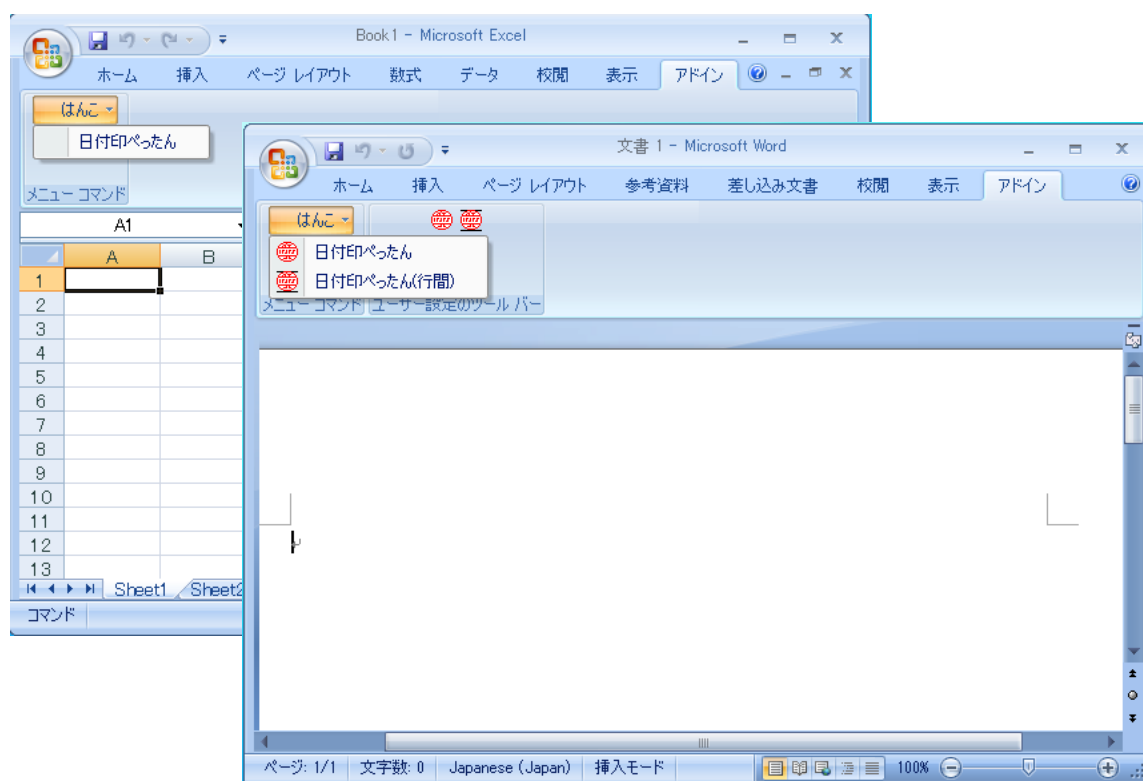 Book1 - Microsoft Excel
ホーム 挿入 ページ レイアウト 数式 データ 校閲 表示 アドイン
はんこ
日付印ぺったん
メニュー コマンド
A1
A B
1
2
3
4
5
6
7
8
9
10
11
12
13
Sheet1 Sheet2
コマンド
文書 1 - Microsoft Word
ホーム 挿入 ページ レイアウト 参考資料 差し込み文書 校閲 表示 アドイン
はんこ
日付印ぺったん
日付印ぺったん(行間)
メニュー コマンド ユーザー設定のツール バー
ページ: 1/1 文字数: 0 Japanese (Japan) 挿入モード 100%